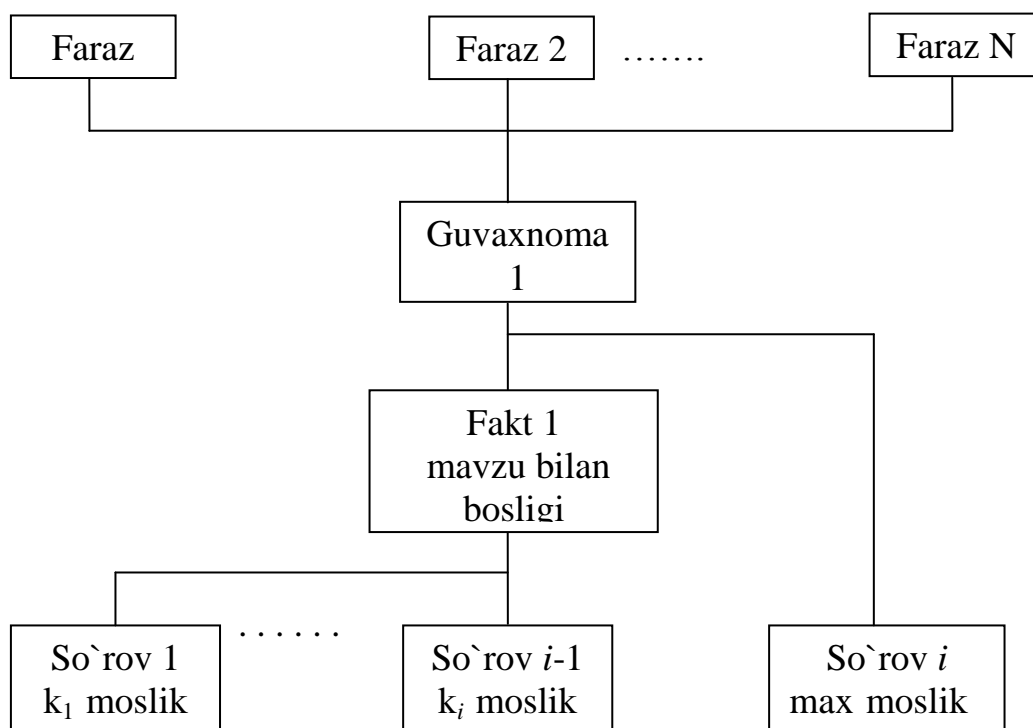 Faraz
Faraz 2
.......
Faraz N
Guvaxnoma
1
Fakt 1
mavzu bilan
bosligi
So`rov 1
k₁ moslik
......
So`rov i-1
kᵢ moslik
So`rov i
max moslik